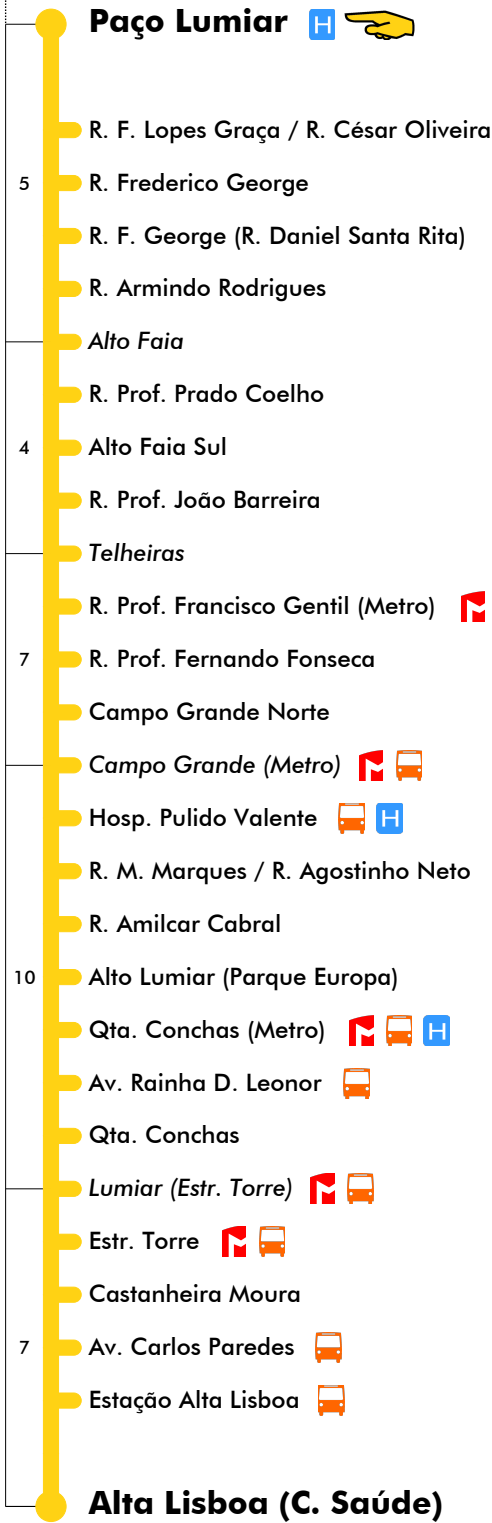 Paço Lumiar H
R. F. Lopes Graça / R. César Oliveira
5 R. Frederico George
R. F. George (R. Daniel Santa Rita)
R. Armindo Rodrigues
Alto Faia
R. Prof. Prado Coelho
4 Alto Faia Sul
R. Prof. João Barreira
Telheiras
R. Prof. Francisco Gentil (Metro)
7 R. Prof. Fernando Fonseca
Campo Grande Norte
Campo Grande (Metro)
Hosp. Pulido Valente H
R. M. Marques / R. Agostinho Neto
R. Amilcar Cabral
10 Alto Lumiar (Parque Europa)
Qta. Conchas (Metro) H
Av. Rainha D. Leonor
Qta. Conchas
Lumiar (Estr. Torre)
Estr. Torre
Castanheira Moura
7 Av. Carlos Paredes
Estação Alta Lisboa
Alta Lisboa (C. Saúde)